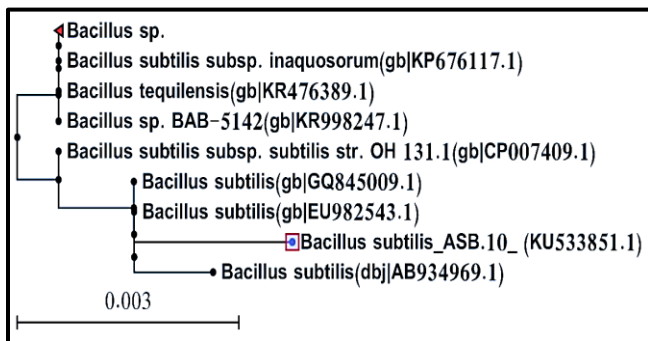 Bacillus sp.
Bacillus subtilis subsp. inaquosorum(gb|KP676117.1)
Bacillus tequilensis(gb|KR476389.1)
Bacillus sp. BAB-5142(gb|KR998247.1)
Bacillus subtilis subsp. subtilis str. OH 131.1(gb|CP007409.1)
Bacillus subtilis(gb|GQ845009.1)
Bacillus subtilis(gb|EU982543.1)
Bacillus subtilis_ASB.10_ (KU533851.1)
Bacillus subtilis(dbj|AB934969.1)
0.003